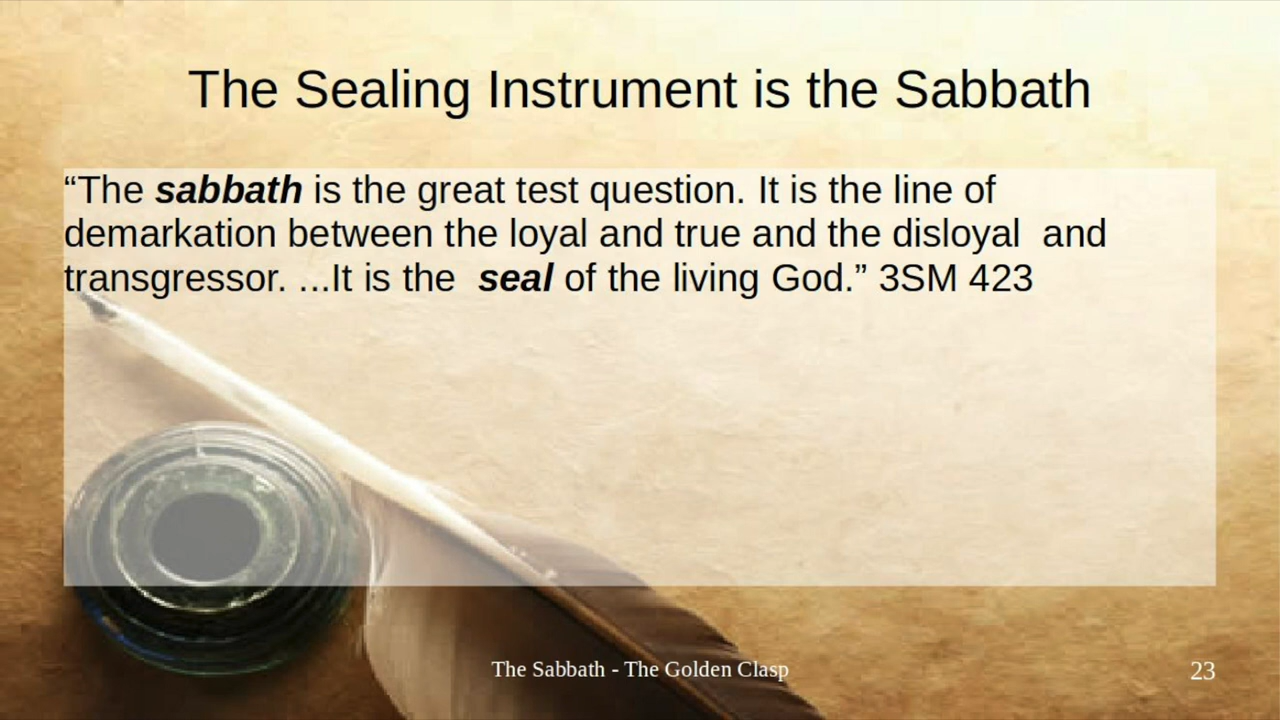 The Sealing Instrument is the Sabbath
“The sabbath is the great test question. It is the line of
demarkation between the loyal and true and the disloyal  and
transgressor. ...It is the  seal of the living God.” 3SM 423
The Sabbath - The Golden Clasp
23